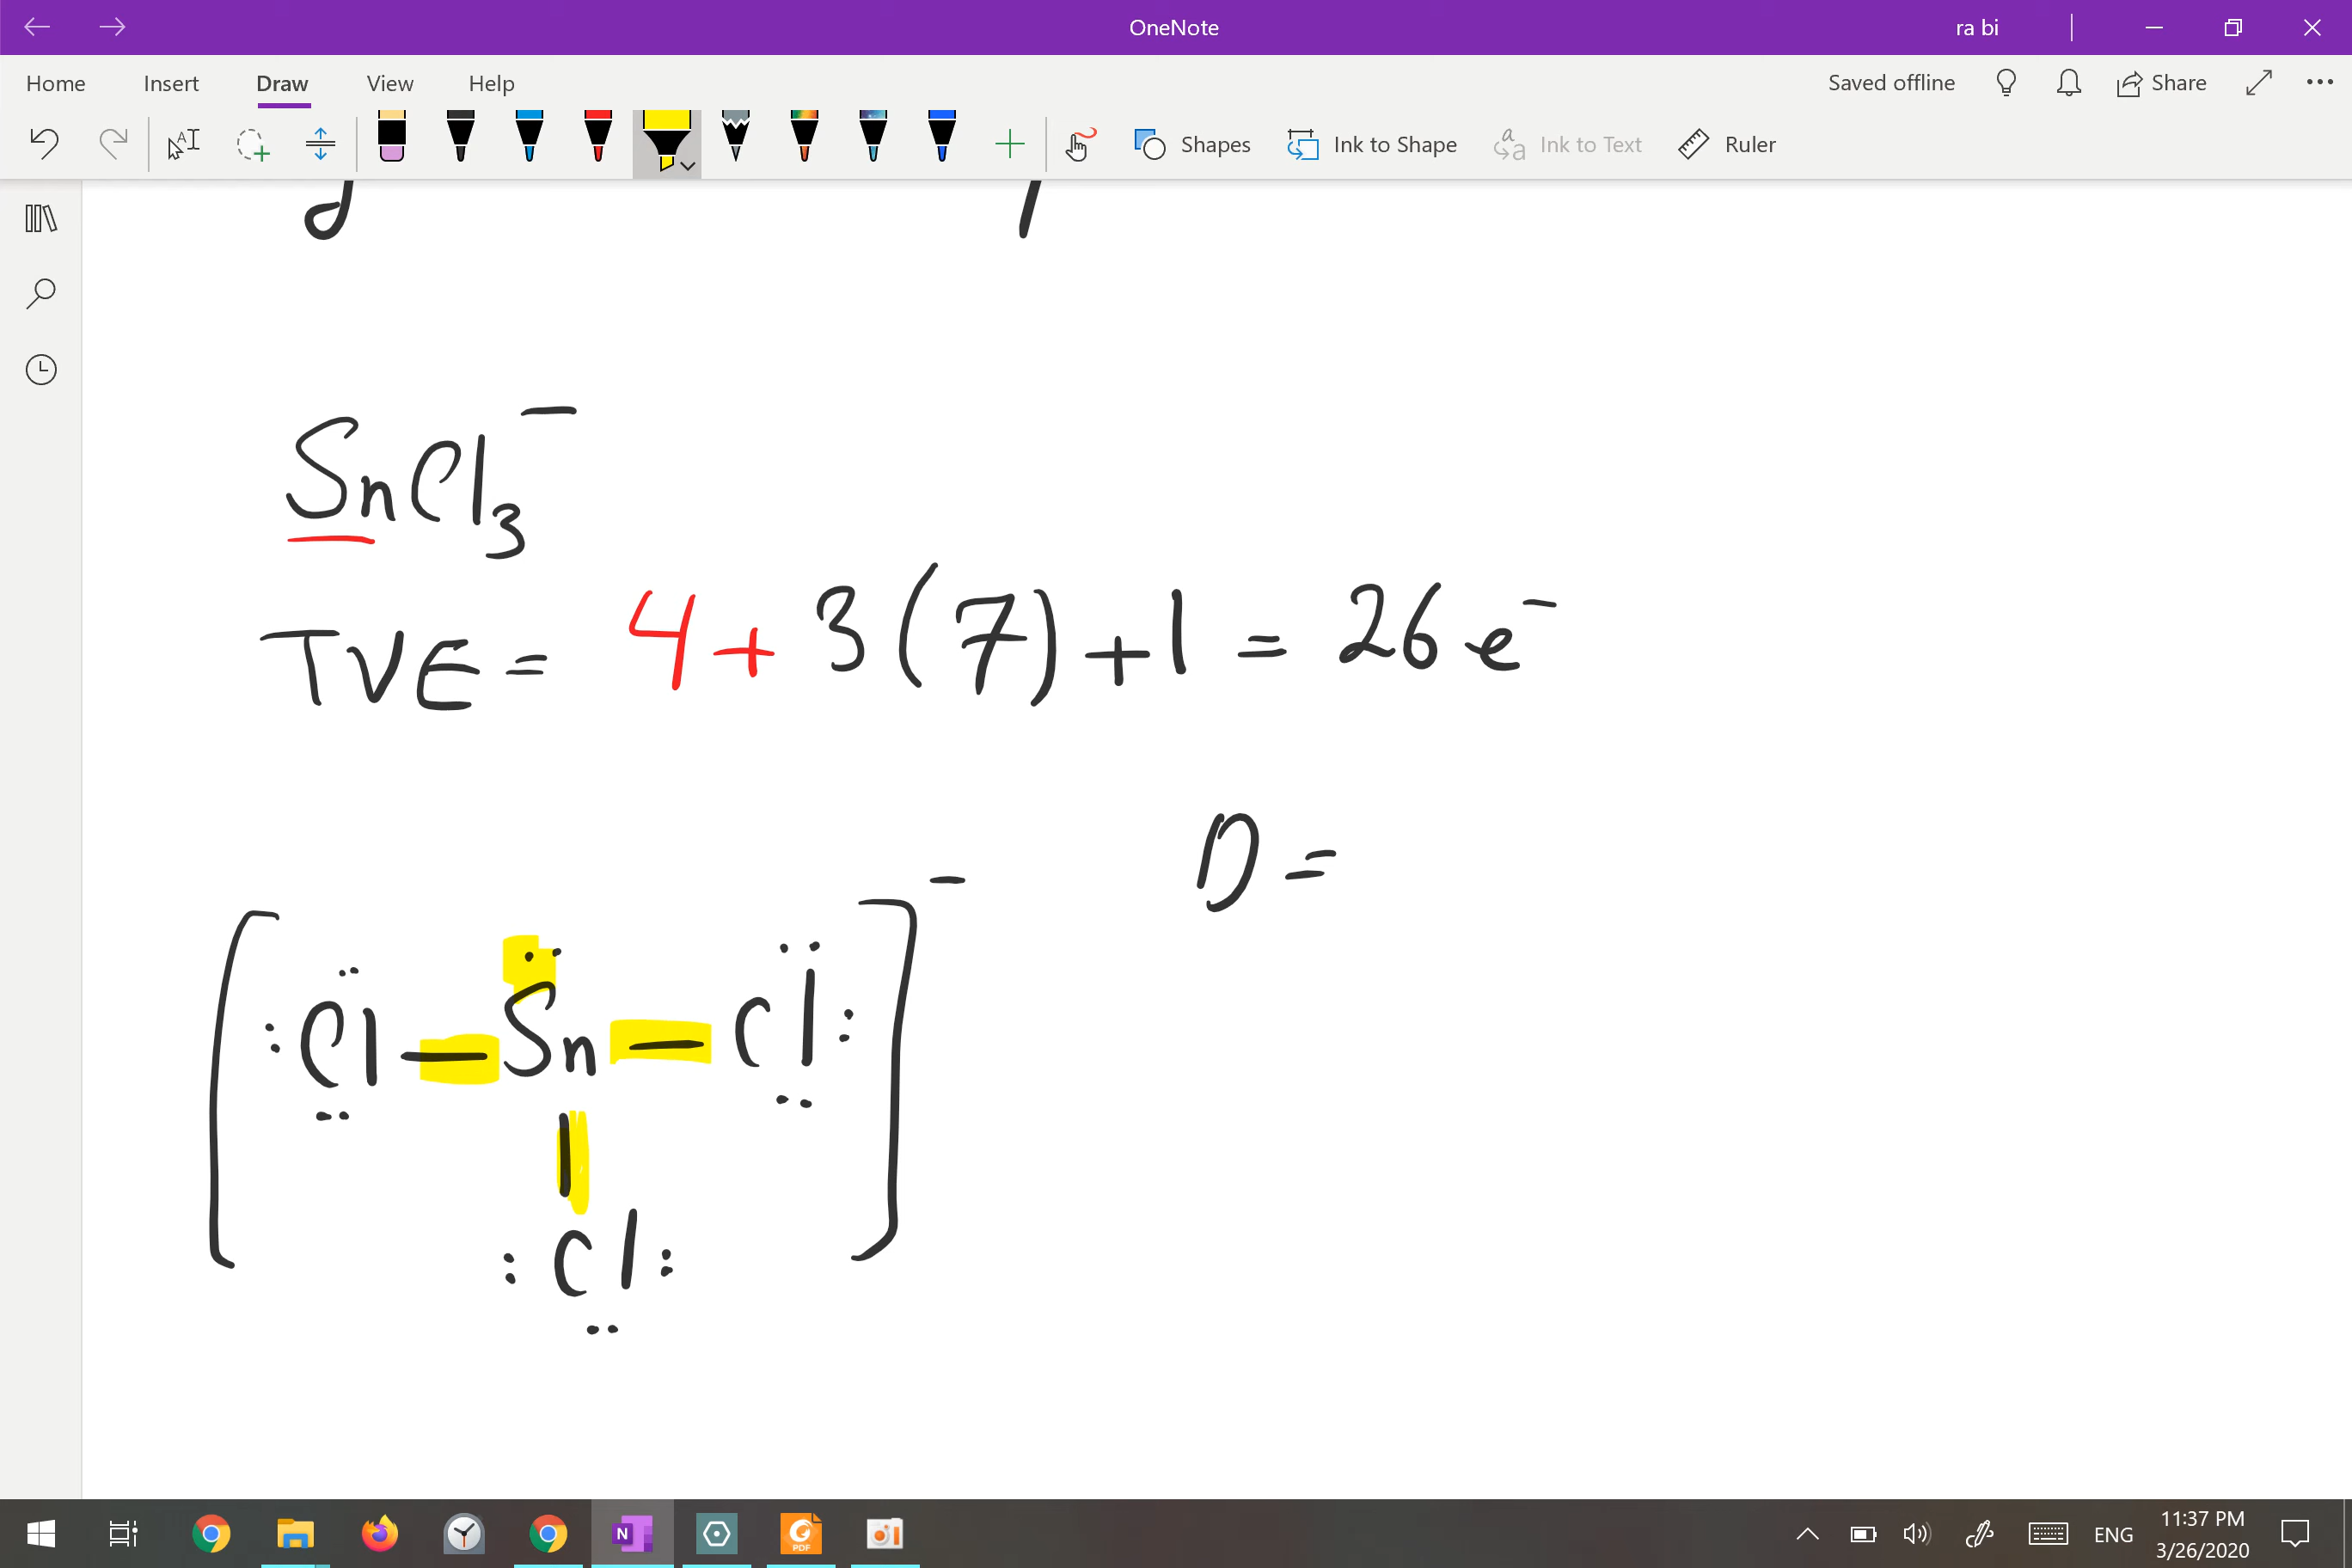 OneNote
ra bi
Home Insert Draw View Help
Saved offline
Share
Shapes
Ink to Shape
Ink to Text
Ruler
SnCl₃⁻
TVE = 4 + 3(7) + 1 = 26 e⁻
D =
[:Cl — Sn — Cl:]⁻
|
:Cl:
ENG
11:37 PM
3/26/2020